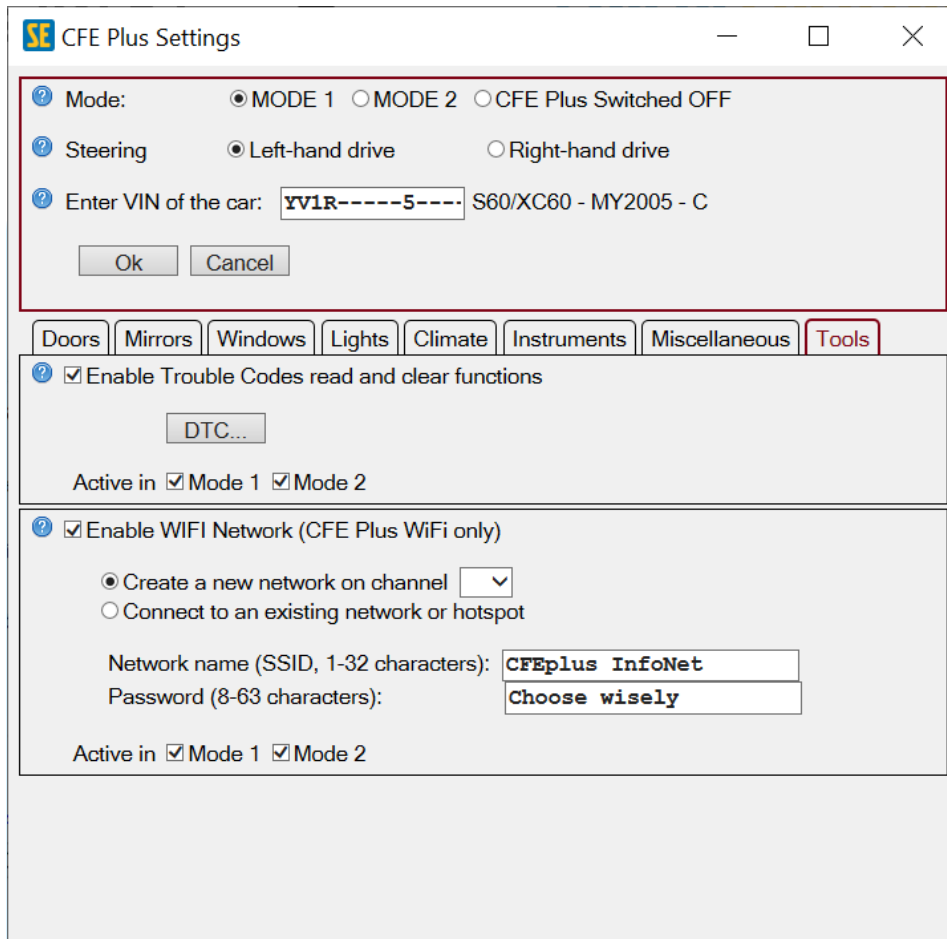 SE CFE Plus Settings
? Mode: MODE 1 MODE 2 CFE Plus Switched OFF
? Steering Left-hand drive Right-hand drive
? Enter VIN of the car: YV1R-----5---- S60/XC60 - MY2005 - C
Ok Cancel
Doors Mirrors Windows Lights Climate Instruments Miscellaneous Tools
? Enable Trouble Codes read and clear functions
DTC...
Active in Mode 1 Mode 2
? Enable WIFI Network (CFE Plus WiFi only)
Create a new network on channel
Connect to an existing network or hotspot
Network name (SSID, 1-32 characters): CFEplus InfoNet
Password (8-63 characters): Choose wisely
Active in Mode 1 Mode 2